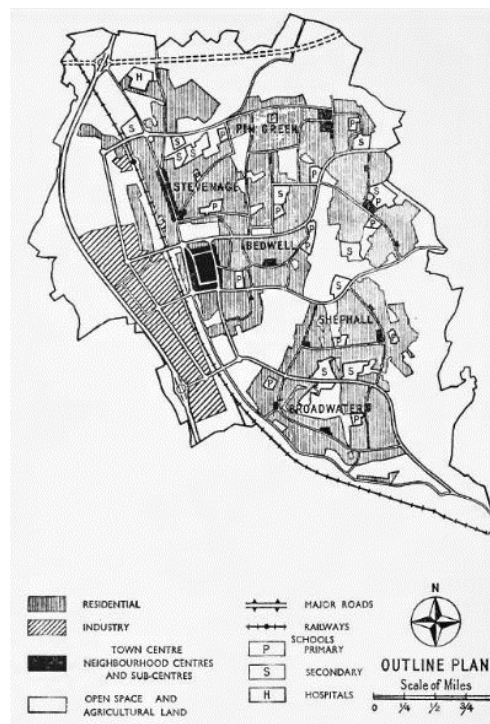 H
S
PIN GREEN
P
S
S
S
P
S
STEVENAGE
S
S
P
P
P
P
BEDWELL
P
S
P
S
SHEPHALL
P
S
S
P
BROADWATER
P
P
RESIDENTIAL
INDUSTRY
TOWN CENTRE
NEIGHBOURHOOD CENTRES
AND SUB-CENTRES
OPEN SPACE AND
AGRICULTURAL LAND
MAJOR ROADS
RAILWAYS
SCHOOLS
P PRIMARY
S SECONDARY
H HOSPITALS
N
OUTLINE PLAN
Scale of Miles
0 ¼ ½ ¾